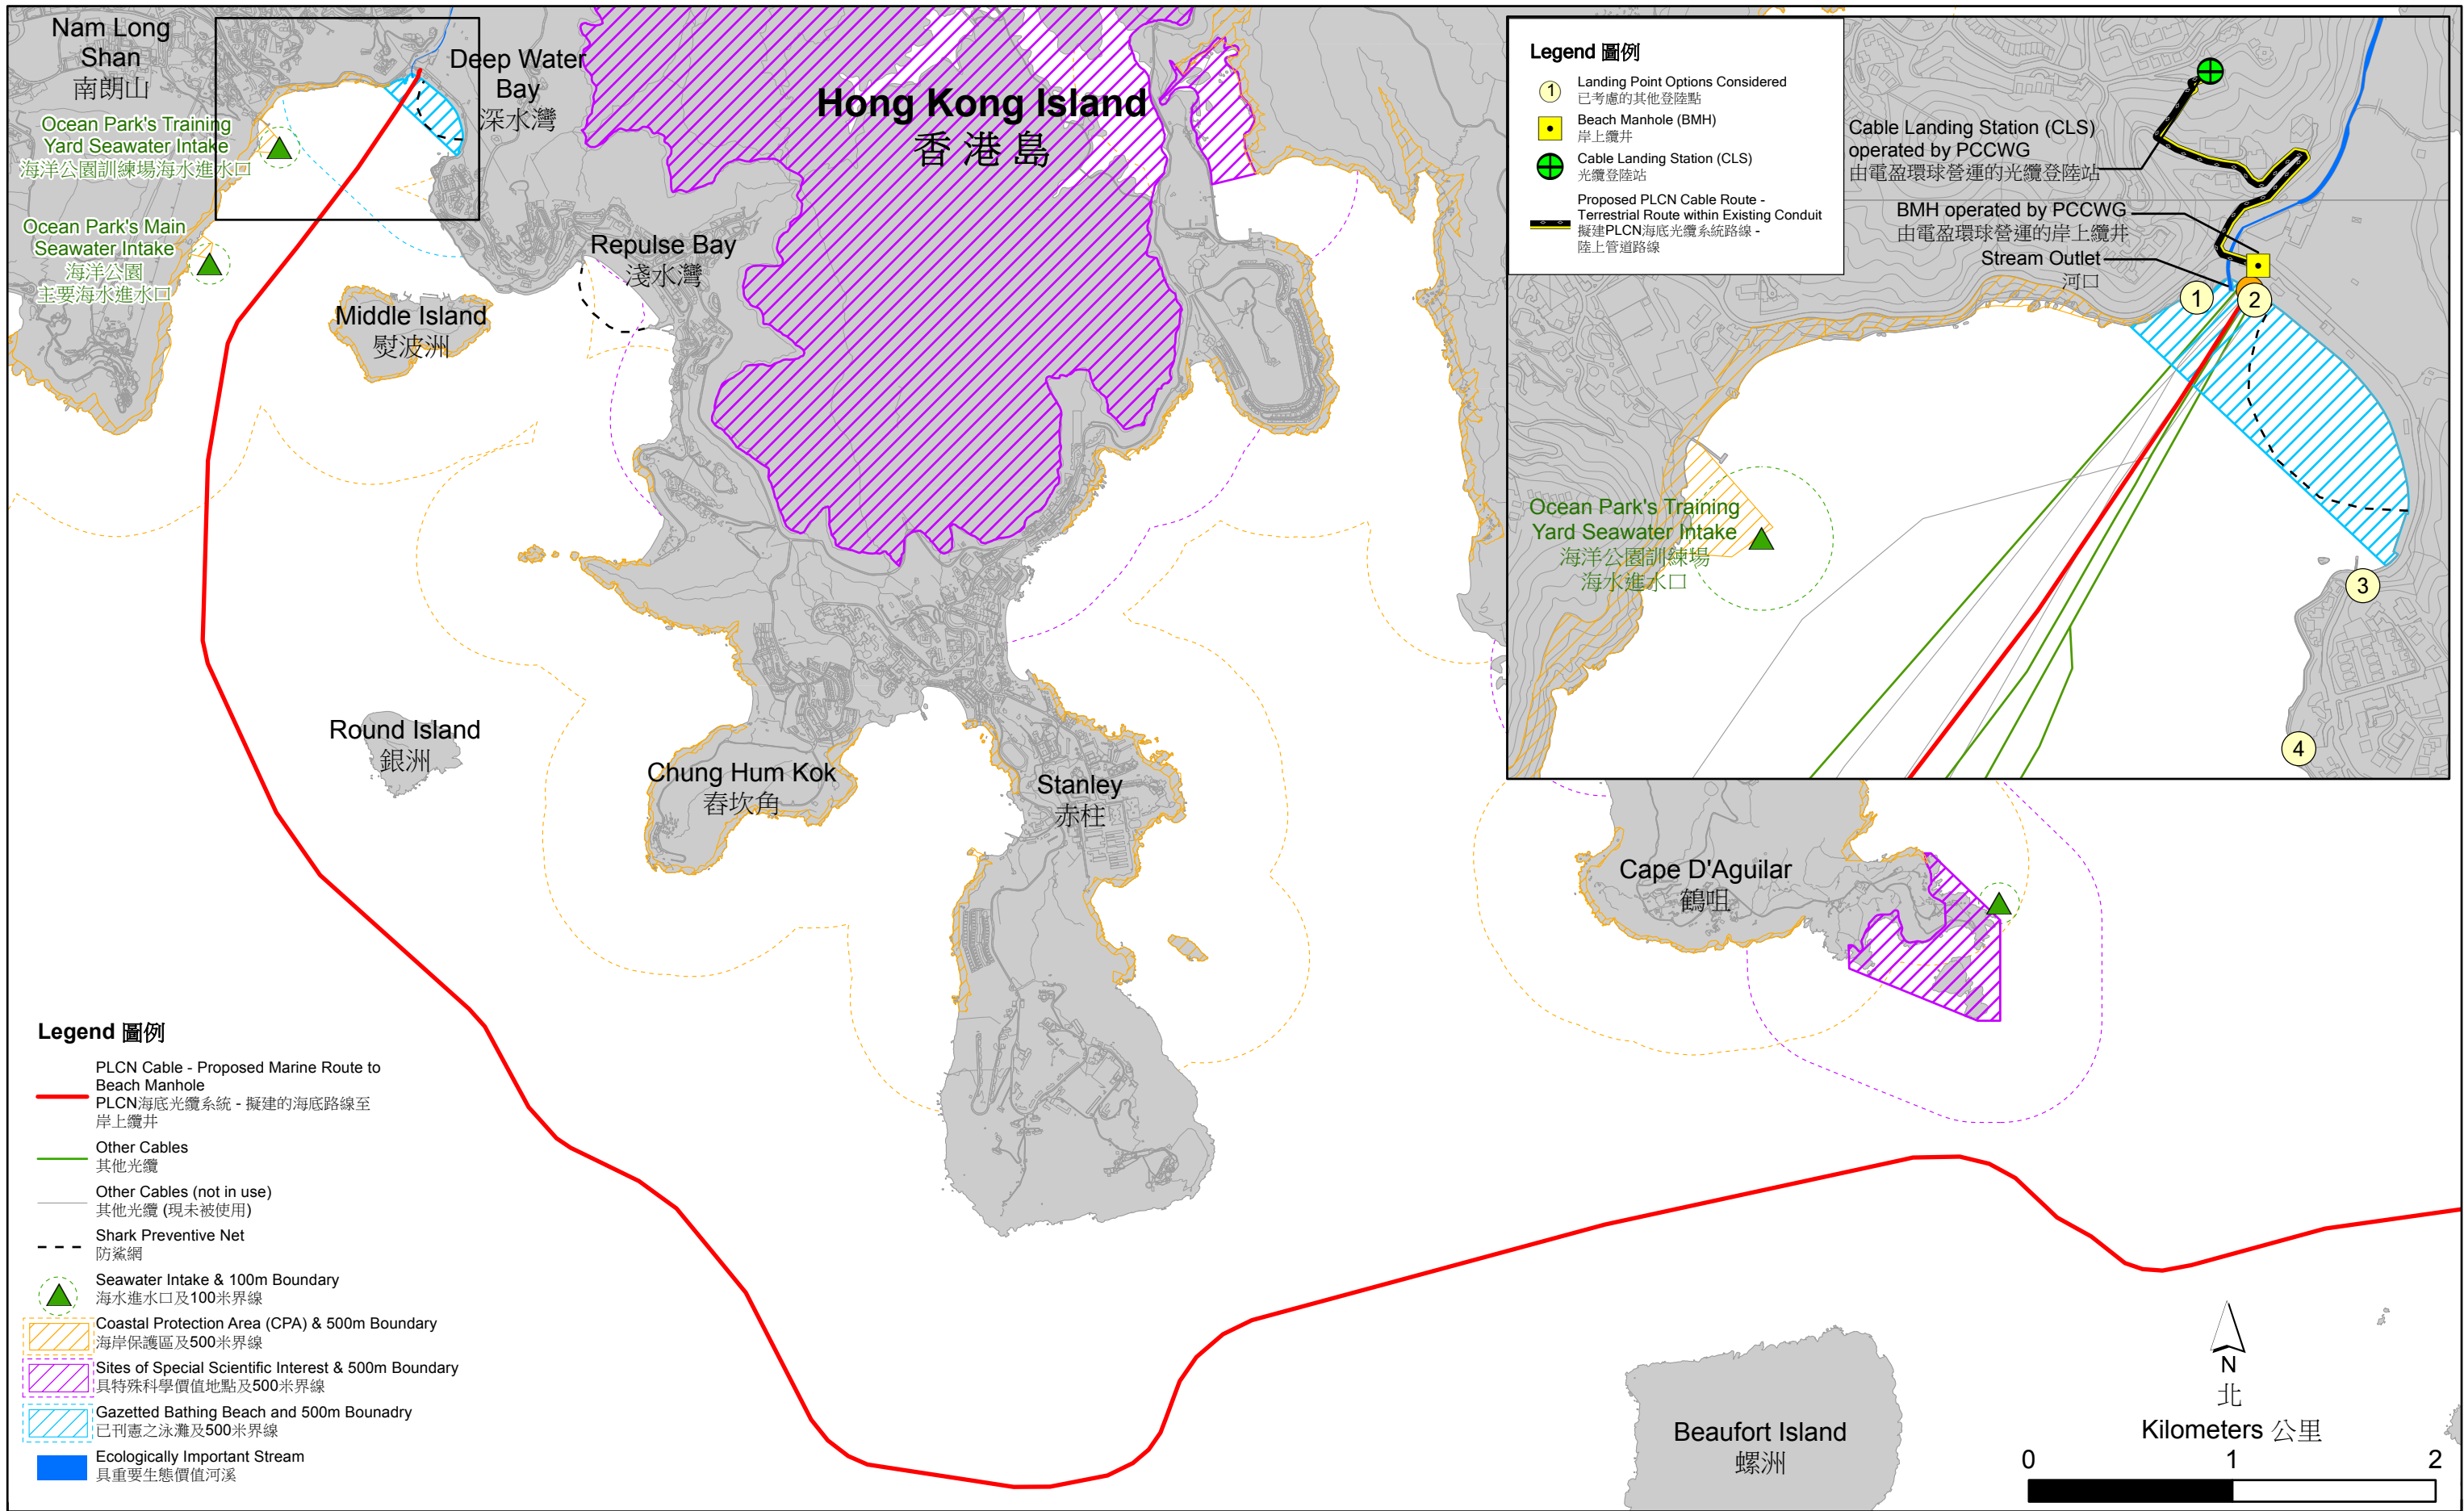 Nam Long
Shan
南朗山
Deep Water
Bay
深水灣
Ocean Park's Training
Yard Seawater Intake
海洋公園訓練場海水進水口
Ocean Park's Main
Seawater Intake
海洋公園
主要海水進水口
Hong Kong Island
香港島
Repulse Bay
淺水灣
Middle Island
熨波洲
Round Island
銀洲
Chung Hum Kok
舂坎角
Stanley
赤柱
Cape D'Aguilar
鶴咀
Beaufort Island
螺洲
Legend 圖例
1
Landing Point Options Considered
已考慮的其他登陸點
Beach Manhole (BMH)
岸上纜井
Cable Landing Station (CLS)
光纜登陸站
Proposed PLCN Cable Route -
Terrestrial Route within Existing Conduit
擬建PLCN海底光纜系統路線 -
陸上管道路線
Cable Landing Station (CLS)
operated by PCCWG
由電盈環球營運的光纜登陸站
BMH operated by PCCWG
由電盈環球營運的岸上纜井
Stream Outlet
河口
1
2
3
4
Ocean Park's Training
Yard Seawater Intake
海洋公園訓練場
海水進水口
Legend 圖例
PLCN Cable - Proposed Marine Route to
Beach Manhole
PLCN海底光纜系統 - 擬建的海底路線至
岸上纜井
Other Cables
其他光纜
Other Cables (not in use)
其他光纜 (現未被使用)
Shark Preventive Net
防鯊網
Seawater Intake & 100m Boundary
海水進水口及100米界線
Coastal Protection Area (CPA) & 500m Boundary
海岸保護區及500米界線
Sites of Special Scientific Interest & 500m Boundary
具特殊科學價值地點及500米界線
Gazetted Bathing Beach and 500m Bounadry
已刊憲之泳灘及500米界線
Ecologically Important Stream
具重要生態價值河溪
N
北
Kilometers 公里
0 1 2